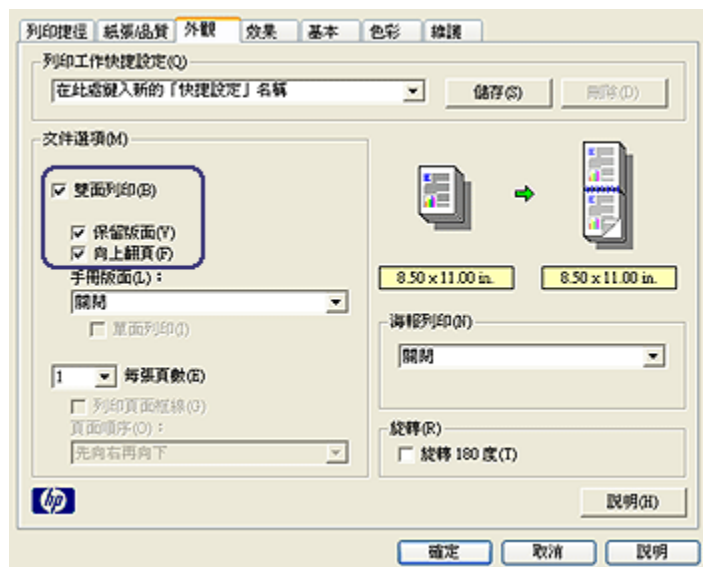 列印捷徑 紙張/品質 外觀 效果 基本 色彩 維護
列印工作快捷設定(Q)
在此處鍵入新的「快捷設定」名稱
儲存(S) 刪除(D)
文件選項(M)
雙面列印(B)
保留版面(V)
向上翻頁(F)
手冊版面(L)：
關閉
單面列印(I)
1 每張頁數(E)
列印頁面框線(G)
頁面順序(O)：
先向右再向下
8.50 x 11.00 in. 8.50 x 11.00 in.
海報列印(N)
關閉
旋轉(R)
旋轉 180 度(T)
hp
說明(H)
確定 取消 說明